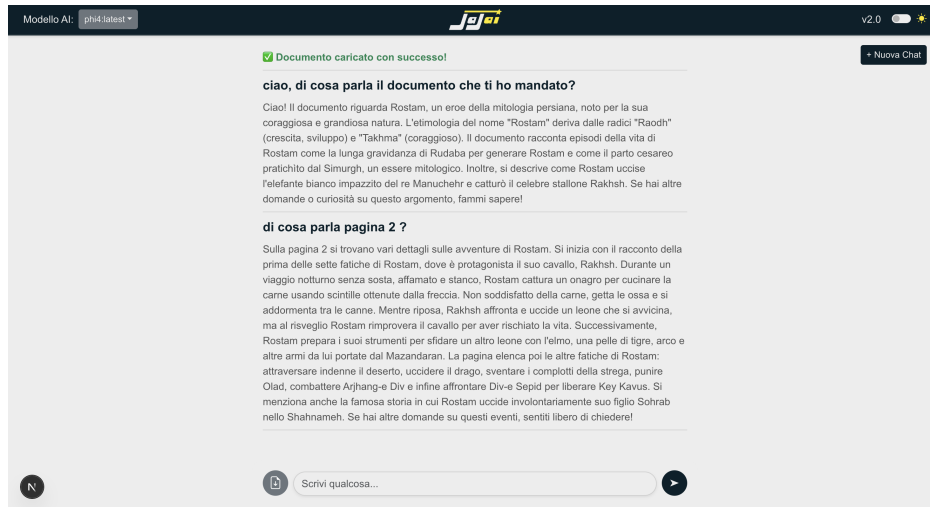 Modello AI: phi4:latest
JoJai
v2.0
+ Nuova Chat
✅ Documento caricato con successo!
ciao, di cosa parla il documento che ti ho mandato?
Ciao! Il documento riguarda Rostam, un eroe della mitologia persiana, noto per la sua
coraggiosa e grandiosa natura. L'etimologia del nome "Rostam" deriva dalle radici "Raodh"
(crescita, sviluppo) e "Takhma" (coraggioso). Il documento racconta episodi della vita di
Rostam come la lunga gravidanza di Rudaba per generare Rostam e come il parto cesareo
pratichìto dal Simurgh, un essere mitologico. Inoltre, si descrive come Rostam uccise
l'elefante bianco impazzito del re Manuchehr e catturò il celebre stallone Rakhsh. Se hai altre
domande o curiosità su questo argomento, fammi sapere!
di cosa parla pagina 2 ?
Sulla pagina 2 si trovano vari dettagli sulle avventure di Rostam. Si inizia con il racconto della
prima delle sette fatiche di Rostam, dove è protagonista il suo cavallo, Rakhsh. Durante un
viaggio notturno senza sosta, affamato e stanco, Rostam cattura un onagro per cucinare la
carne usando scintille ottenute dalla freccia. Non soddisfatto della carne, getta le ossa e si
addormenta tra le canne. Mentre riposa, Rakhsh affronta e uccide un leone che si avvicina,
ma al risveglio Rostam rimprovera il cavallo per aver rischiato la vita. Successivamente,
Rostam prepara i suoi strumenti per sfidare un altro leone con l'elmo, una pelle di tigre, arco e
altre armi da lui portate dal Mazandaran. La pagina elenca poi le altre fatiche di Rostam:
attraversare indenne il deserto, uccidere il drago, sventare i complotti della strega, punire
Olad, combattere Arjhang-e Div e infine affrontare Div-e Sepid per liberare Key Kavus. Si
menziona anche la famosa storia in cui Rostam uccide involontariamente suo figlio Sohrab
nello Shahnameh. Se hai altre domande su questi eventi, sentiti libero di chiedere!
Scrivi qualcosa...
N